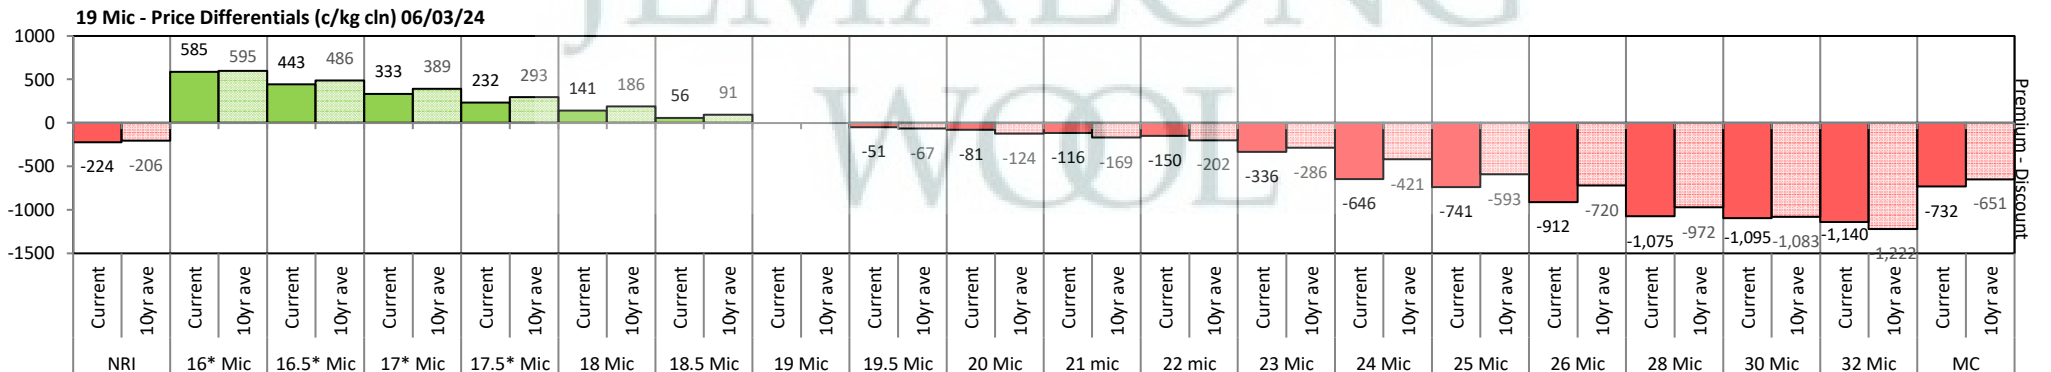 JEMALONG
WOOL
19 Mic - Price Differentials (c/kg cln) 06/03/24
1000
500
0
-500
-1000
-1500
-224 -206
585 595 443 486 333 389 232 293 141 186 56 91
-51 -67 -81 -124 -116 -169 -150 -202 -336 -286 -646 -421 -741 -593 -912 -720 -1,075 -972 -1,095 -1,083 -1,140 -1,222 -732 -651
Premium - Discount
Current 10yr ave Current 10yr ave Current 10yr ave Current 10yr ave Current 10yr ave Current 10yr ave Current 10yr ave Current 10yr ave Current 10yr ave Current 10yr ave Current 10yr ave Current 10yr ave Current 10yr ave Current 10yr ave Current 10yr ave Current 10yr ave Current 10yr ave Current 10yr ave Current 10yr ave Current 10yr ave
NRI 16* Mic 16.5* Mic 17* Mic 17.5* Mic 18 Mic 18.5 Mic 19 Mic 19.5 Mic 20 Mic 21 mic 22 mic 23 Mic 24 Mic 25 Mic 26 Mic 28 Mic 30 Mic 32 Mic MC